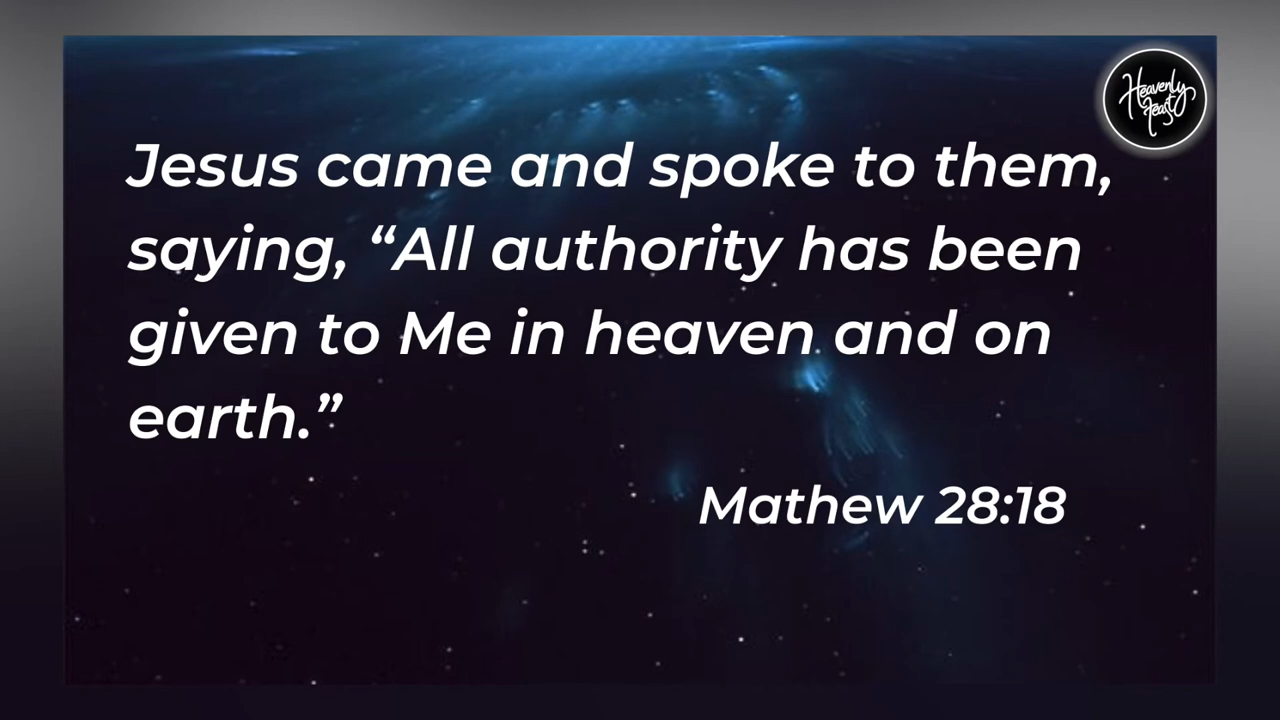 Heavenly
feast
Jesus came and spoke to them,
saying, “All authority has been
given to Me in heaven and on
earth.”
Mathew 28:18